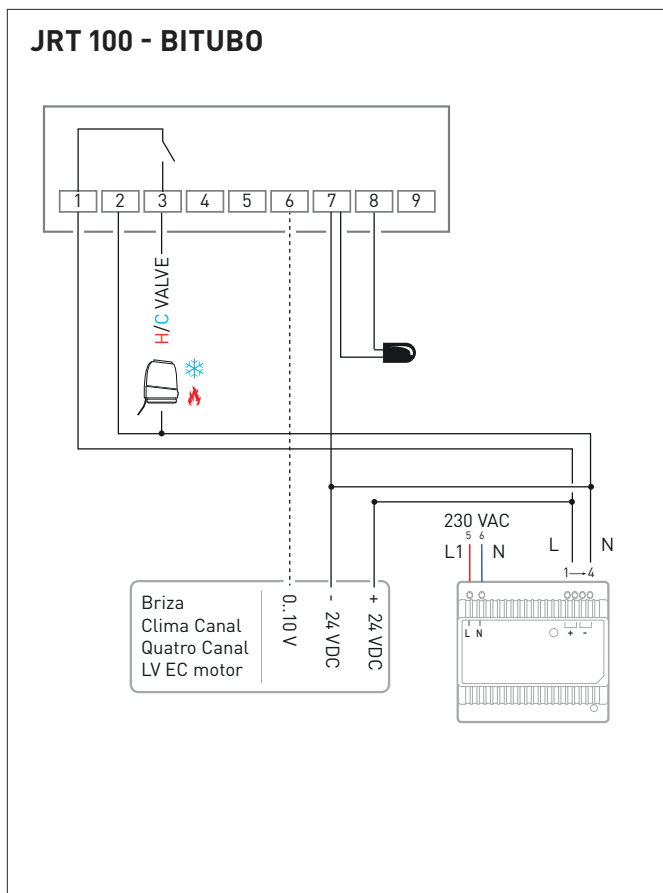 JRT 100 - BITUBO
1 2 3 4 5 6 7 8 9
H/C VALVE
230 VAC
5 6
L1 N
L N
1→4
Briza
Clima Canal
Quatro Canal
LV EC motor
0..10 V
- 24 VDC
+ 24 VDC
L N
+ -